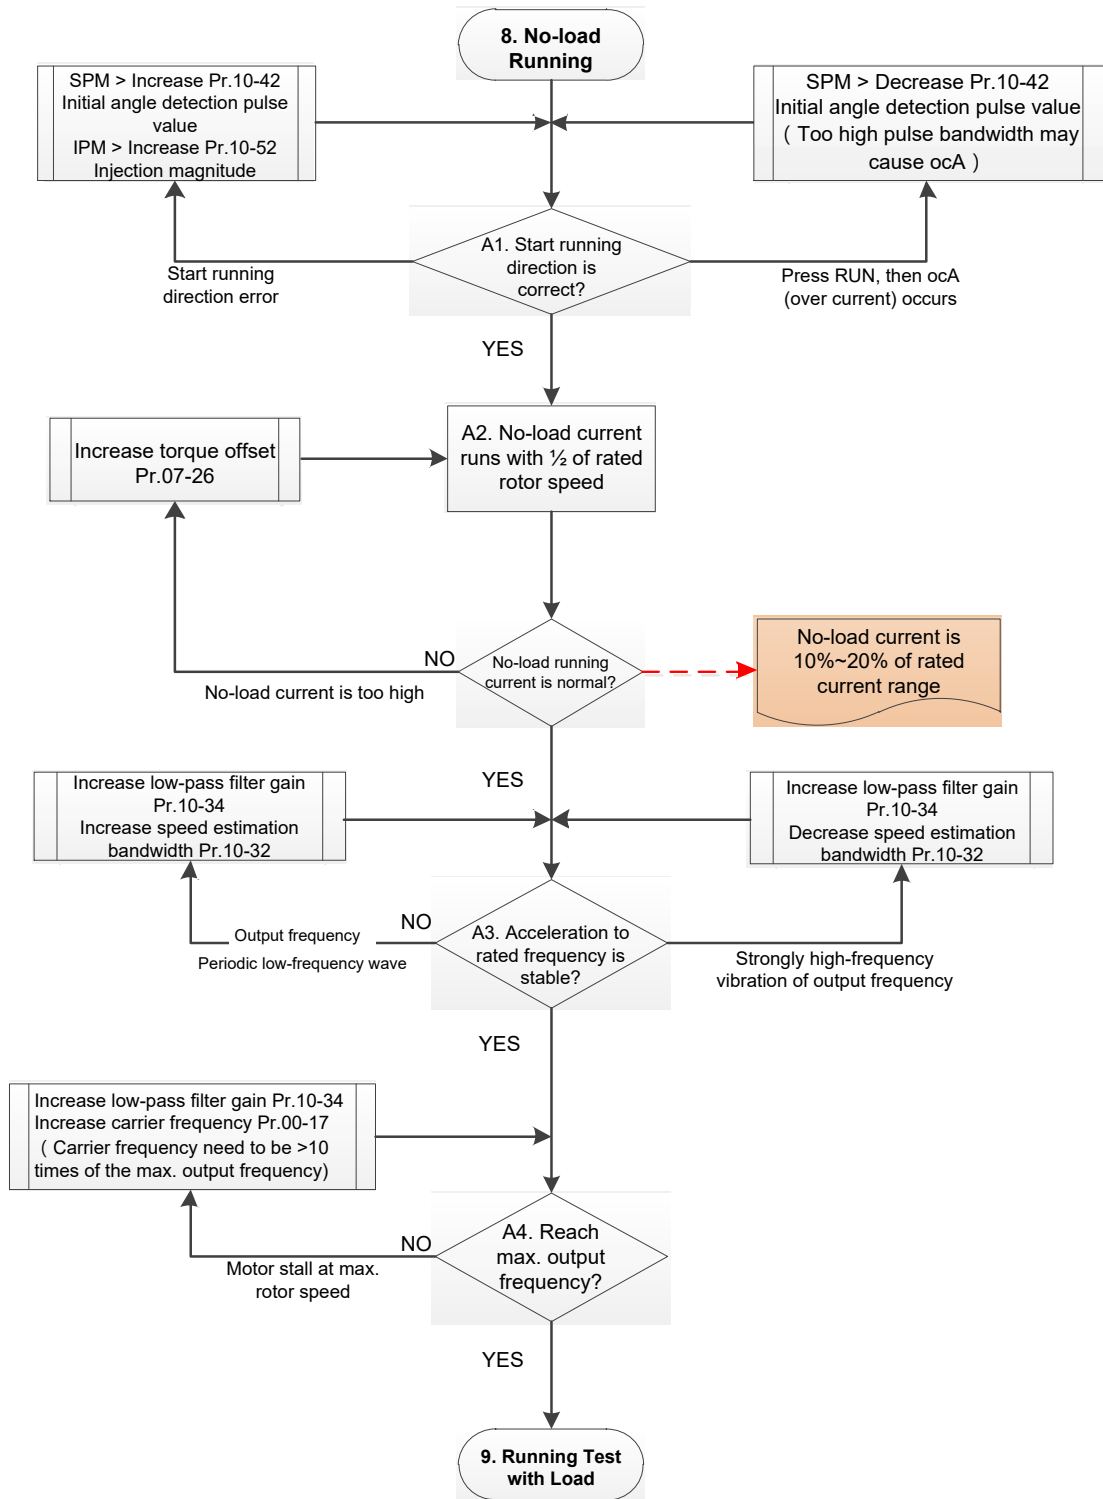 8. No-load
Running
SPM > Increase Pr.10-42
Initial angle detection pulse
value
IPM > Increase Pr.10-52
Injection magnitude
SPM > Decrease Pr.10-42
Initial angle detection pulse value
( Too high pulse bandwidth may
cause ocA )
A1. Start running
direction is
correct?
Start running
direction error
Press RUN, then ocA
(over current) occurs
YES
Increase torque offset
Pr.07-26
A2. No-load current
runs with ½ of rated
rotor speed
NO
No-load current is too high
No-load running
current is normal?
No-load current is
10%~20% of rated
current range
YES
Increase low-pass filter gain
Pr.10-34
Increase speed estimation
bandwidth Pr.10-32
Increase low-pass filter gain
Pr.10-34
Decrease speed estimation
bandwidth Pr.10-32
NO
Output frequency
Periodic low-frequency wave
A3. Acceleration to
rated frequency is
stable?
Strongly high-frequency
vibration of output frequency
YES
Increase low-pass filter gain Pr.10-34
Increase carrier frequency Pr.00-17
( Carrier frequency need to be >10
times of the max. output frequency)
NO
Motor stall at max.
rotor speed
A4. Reach
max. output
frequency?
YES
9. Running Test
with Load